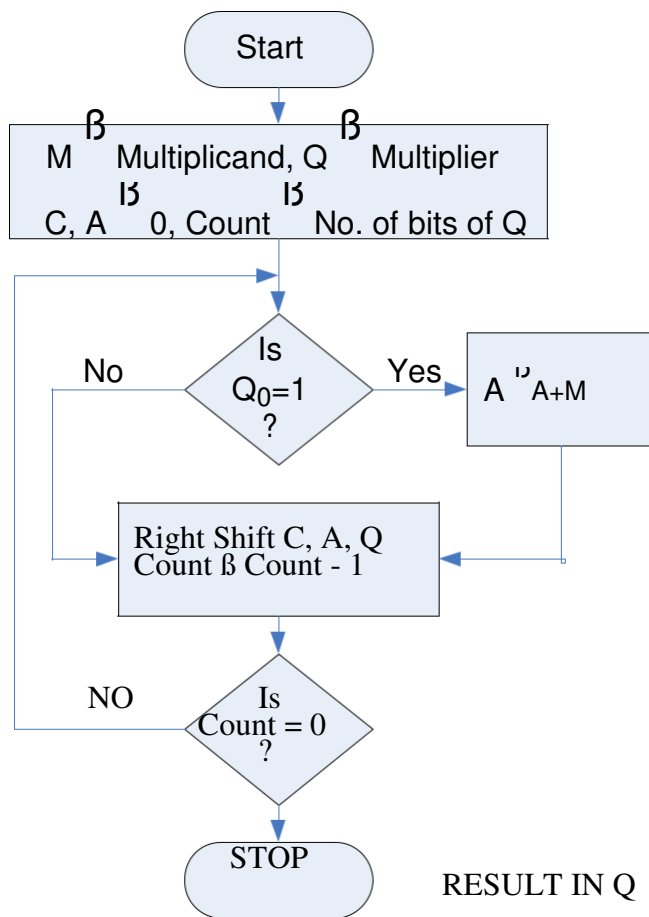 Start
M ß Multiplicand, Q ß Multiplier
C, A ß 0, Count ß No. of bits of Q
Is
Q0=1
?
No
Yes
A ß A+M
Right Shift C, A, Q
Count ß Count - 1
NO
Is
Count = 0
?
STOP
RESULT IN Q